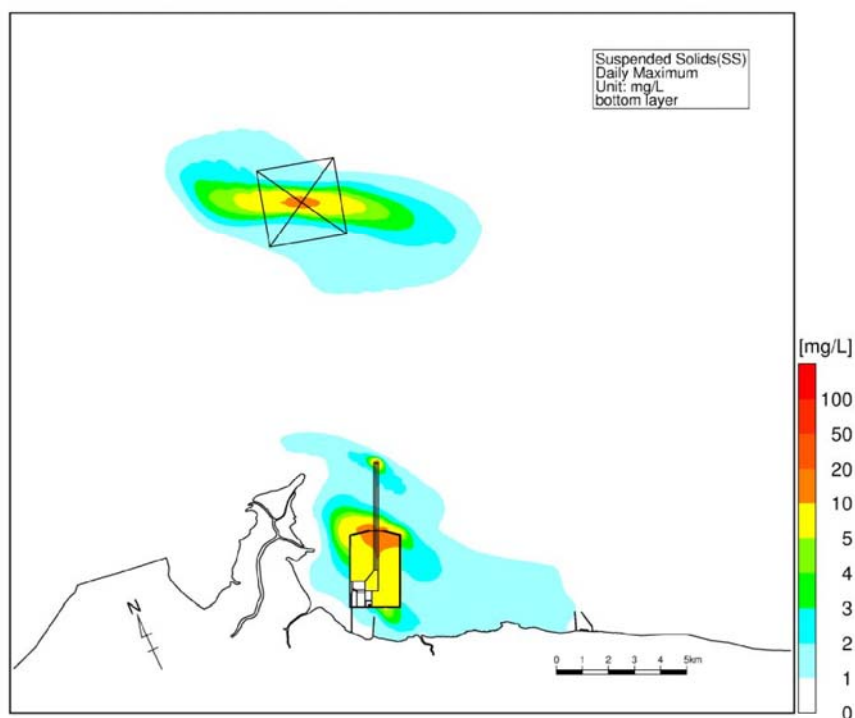 Suspended Solids(SS)
Daily Maximum
Unit: mg/L
bottom layer
[mg/L]
100
50
20
10
5
4
3
2
1
0
N
0 1 2 3 4 5km